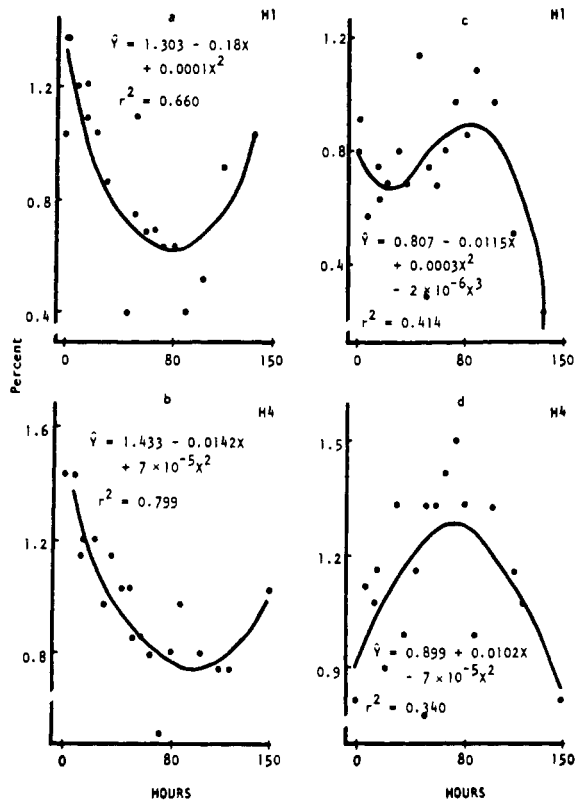 a
H1
Ŷ = 1.303 - 0.18X
+ 0.0001X²
r² = 0.660
1.2
0.8
0.4
0
80
150
c
H1
1.2
0.8
0.4
Ŷ = 0.807 - 0.0115X
+ 0.0003X²
- 2 × 10⁻⁶X³
r² = 0.414
0
80
150
Percent
b
H4
Ŷ = 1.433 - 0.0142X
+ 7 × 10⁻⁵X²
r² = 0.799
1.6
1.2
0.8
0
80
150
HOURS
d
H4
1.5
1.2
0.9
Ŷ = 0.899 + 0.0102X
- 7 × 10⁻⁵X²
r² = 0.340
0
80
150
HOURS